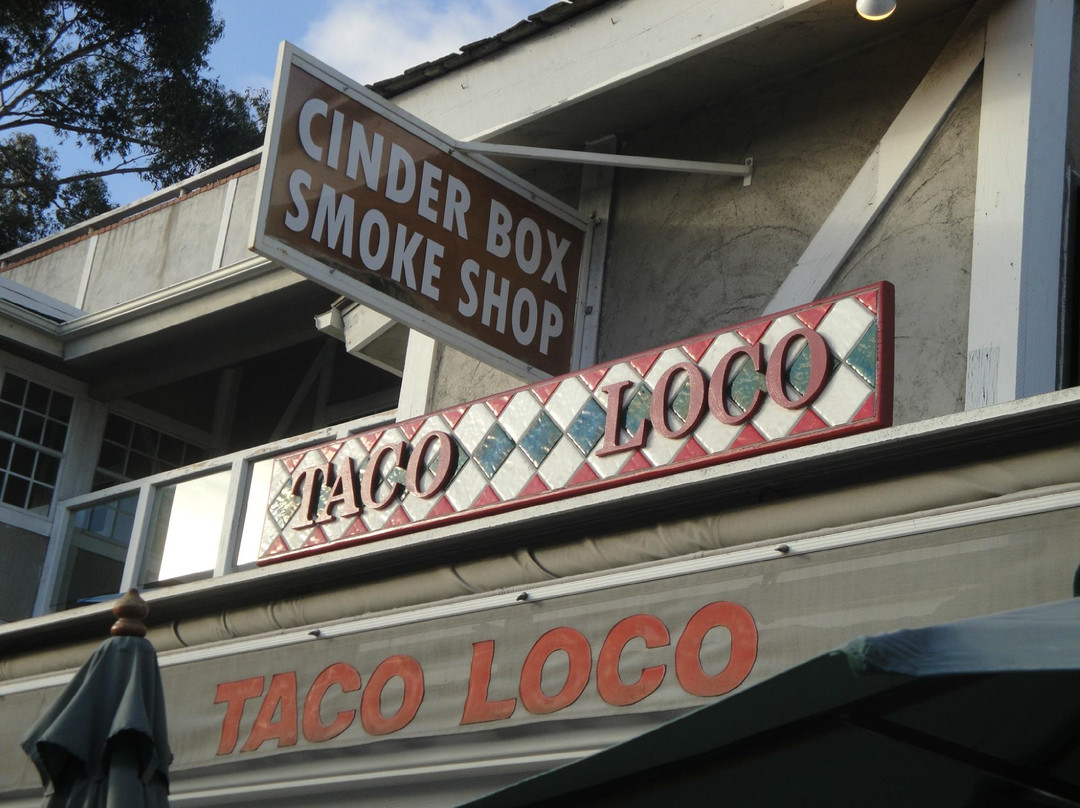 CINDER BOX
SMOKE SHOP
TACO LOCO
TACO LOCO